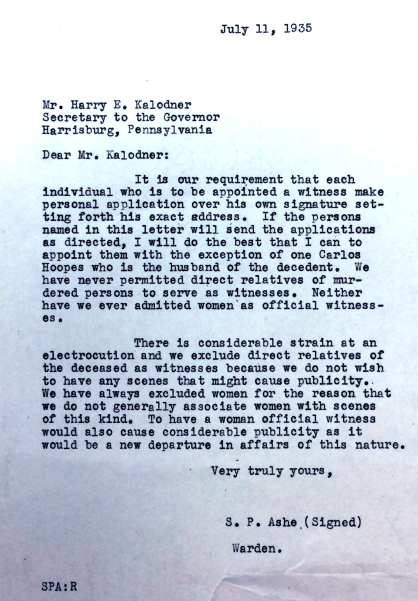 July 11, 1935
Mr. Harry E. Kalodner
Secretary to the Governor
Harrisburg, Pennsylvania
Dear Mr. Kalodner:
It is our requirement that each
individual who is to be appointed a witness make
personal application over his own signature set-
ting forth his exact address. If the persons
named in this letter will send the applications
as directed, I will do the best that I can to
appoint them with the exception of one Carlos
Hoopes who is the husband of the decedent. We
have never permitted direct relatives of mur-
dered persons to serve as witnesses. Neither
have we ever admitted women as official witness-
es.
There is considerable strain at an
electrocution and we exclude direct relatives of
the deceased as witnesses because we do not wish
to have any scenes that might cause publicity.
We have always excluded women for the reason that
we do not generally associate women with scenes
of this kind. To have a woman official witness
would also cause considerable publicity as it
would be a new departure in affairs of this nature.
Very truly yours,
S. P. Ashe (Signed)
Warden.
SPA:R